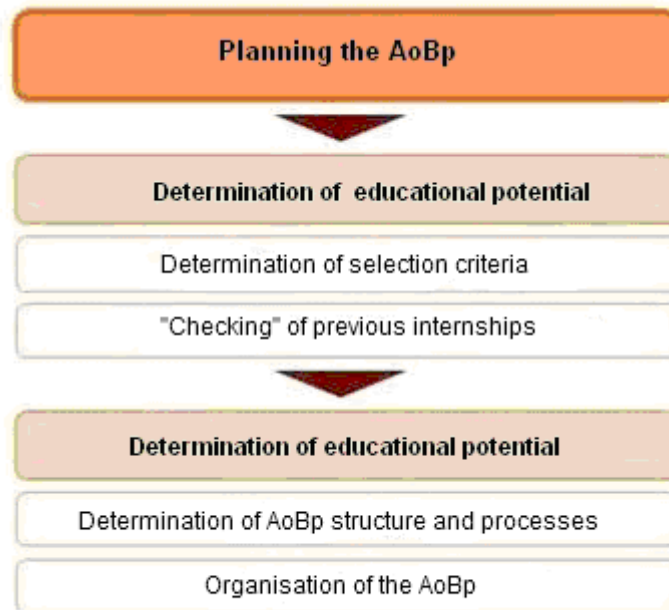 Planning the AoBp
Determination of educational potential
Determination of selection criteria
"Checking" of previous internships
Determination of educational potential
Determination of AoBp structure and processes
Organisation of the AoBp